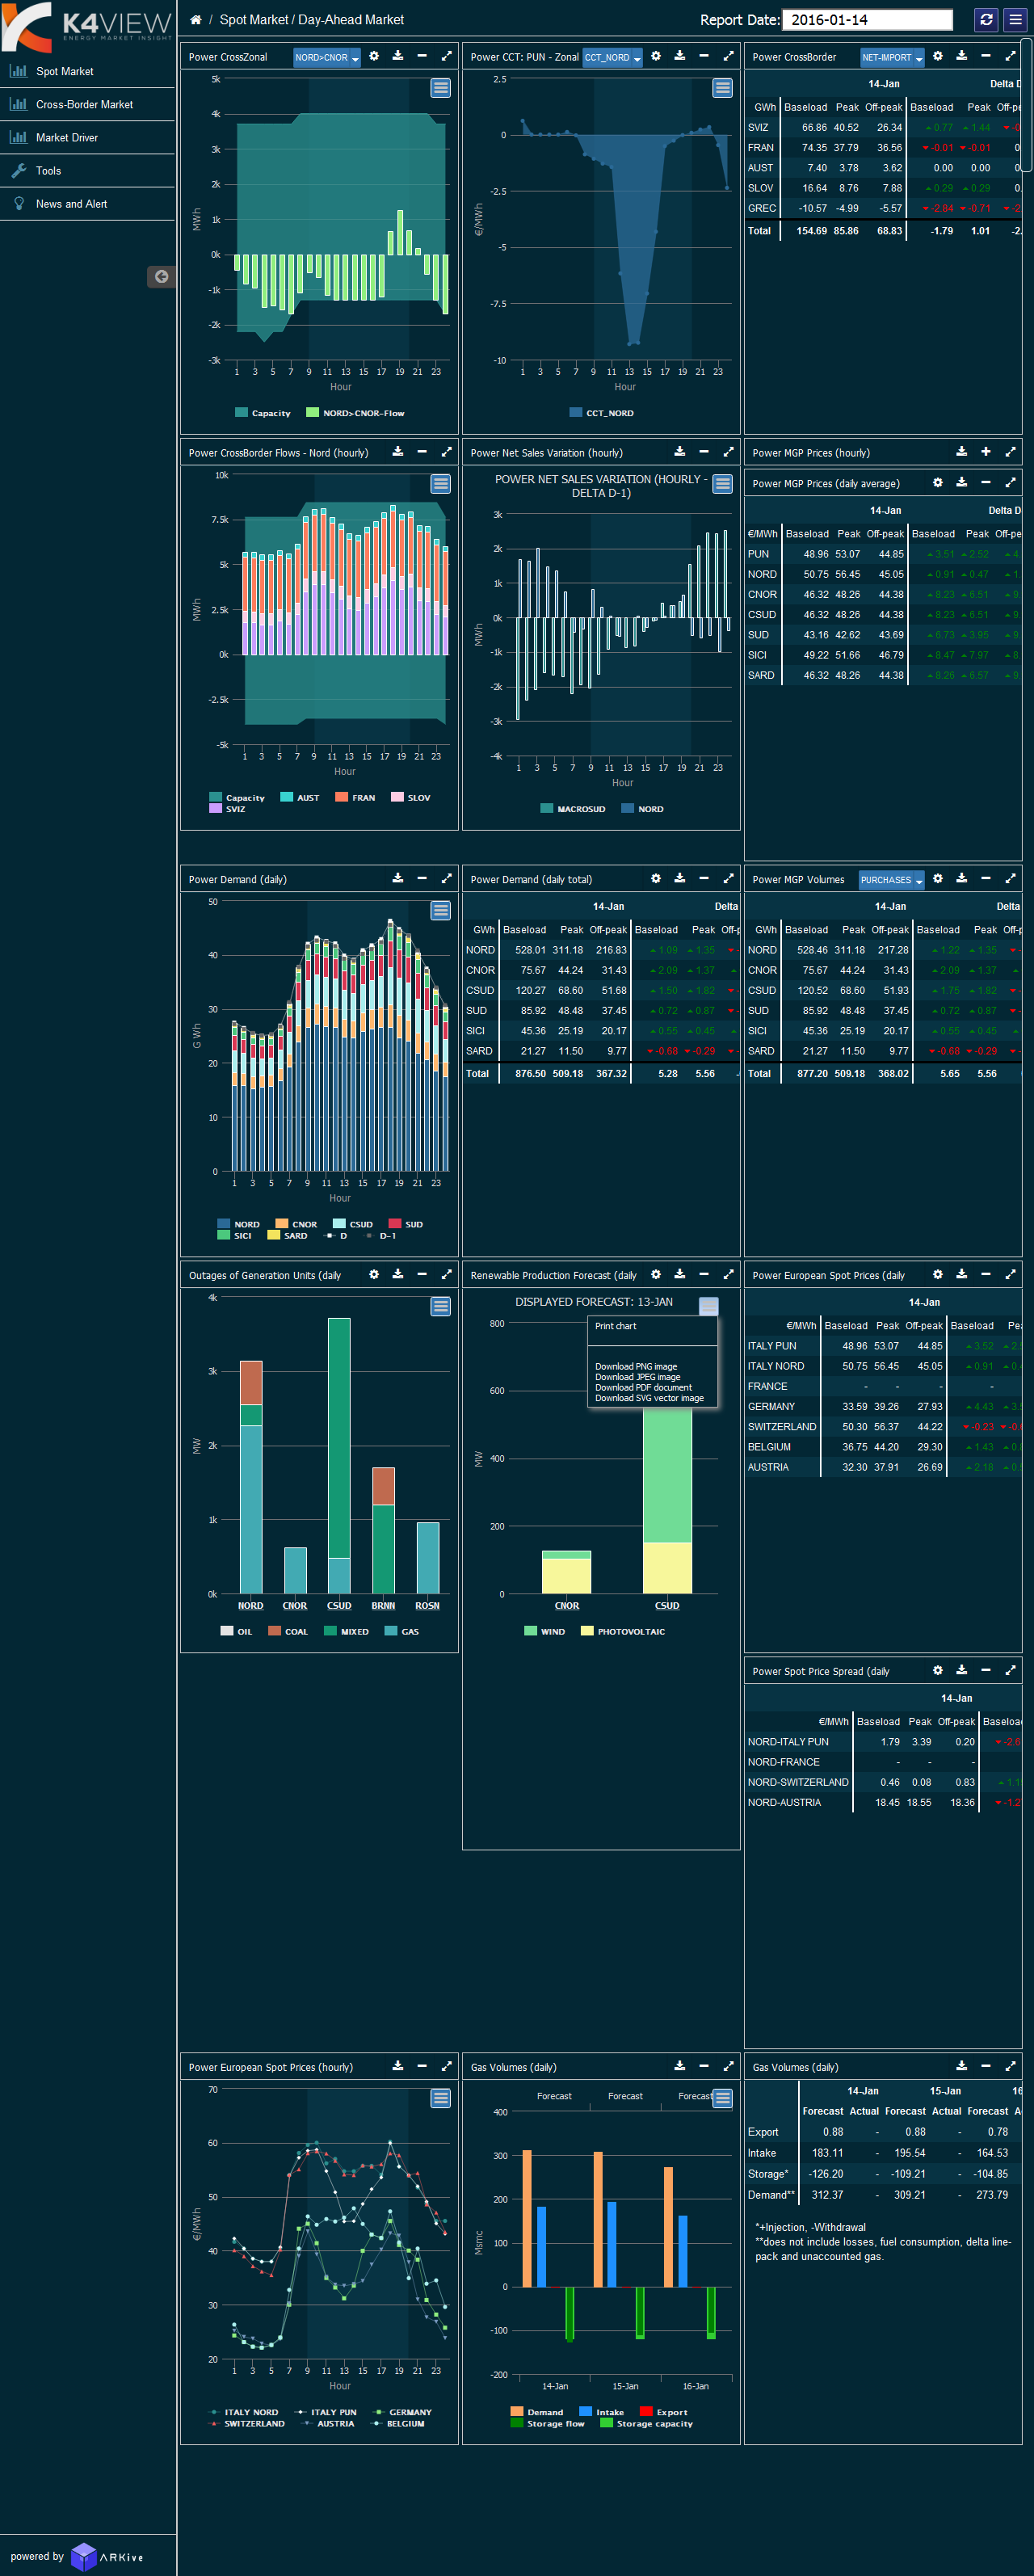 K4VIEW
ENERGY MARKET INSIGHT
/ Spot Market / Day-Ahead Market
Report Date: 2016-01-14
Spot Market
Cross-Border Market
Market Driver
Tools
News and Alert
Power CrossZonal NORD>CNOR
5k
4k
3k
2k
1k
0k
-1k
-2k
-3k
MWh
1 3 5 7 9 11 13 15 17 19 21 23
Hour
Capacity NORD>CNOR-Flow
Power CCT: PUN - Zonal CCT_NORD
2.5
0
-2.5
-5
-7.5
-10
€/MWh
1 3 5 7 9 11 13 15 17 19 21 23
Hour
CCT_NORD
Power CrossBorder NET-IMPORT
14-Jan Delta D
GWh Baseload Peak Off-peak Baseload Peak Off-p
SVIZ 66.86 40.52 26.34 0.77 1.44 -0
FRAN 74.35 37.79 36.56 -0.01 -0.01 0
AUST 7.40 3.78 3.62 0.00 0.00 0
SLOV 16.64 8.76 7.88 0.29 0.29 0.
GREC -10.57 -4.99 -5.57 -2.84 -0.71 -2
Total 154.69 85.86 68.83 -1.79 1.01 -2.
Power CrossBorder Flows - Nord (hourly)
10k
7.5k
5k
2.5k
0k
-2.5k
-5k
MWh
1 3 5 7 9 11 13 15 17 19 21 23
Hour
Capacity AUST FRAN SLOV
SVIZ
Power Net Sales Variation (hourly)
POWER NET SALES VARIATION (HOURLY -
DELTA D-1)
3k
2k
1k
0k
-1k
-2k
-3k
-4k
MWh
1 3 5 7 9 11 13 15 17 19 21 23
Hour
MACROSUD NORD
Power MGP Prices (hourly)
Power MGP Prices (daily average)
14-Jan Delta D
€/MWh Baseload Peak Off-peak Baseload Peak Off-pe
PUN 48.96 53.07 44.85 3.51 2.52 4.
NORD 50.75 56.45 45.05 0.91 0.47 1
CNOR 46.32 48.26 44.38 8.23 6.51 9.
CSUD 46.32 48.26 44.38 8.23 6.51 9.
SUD 43.16 42.62 43.69 6.73 3.95 9.
SICI 49.22 51.66 46.79 8.47 7.97 8.
SARD 46.32 48.26 44.38 8.26 6.57 9.
Power Demand (daily)
50
40
30
20
10
0
G Wh
1 3 5 7 9 11 13 15 17 19 21 23
Hour
NORD CNOR CSUD SUD
SICI SARD D D-1
Power Demand (daily total)
14-Jan Delta
GWh Baseload Peak Off-peak Baseload Peak Off-p
NORD 528.01 311.18 216.83 1.09 1.35 -
CNOR 75.67 44.24 31.43 2.09 1.37
CSUD 120.27 68.60 51.68 1.50 1.82 -
SUD 85.92 48.48 37.45 0.72 0.87 -
SICI 45.36 25.19 20.17 0.55 0.45
SARD 21.27 11.50 9.77 -0.68 -0.29 -
Total 876.50 509.18 367.32 5.28 5.56 -
Power MGP Volumes PURCHASES
14-Jan Delta
GWh Baseload Peak Off-peak Baseload Peak Off-p
NORD 528.46 311.18 217.28 1.22 1.35 -
CNOR 75.67 44.24 31.43 2.09 1.37
CSUD 120.52 68.60 51.93 1.75 1.82 -
SUD 85.92 48.48 37.45 0.72 0.87 -
SICI 45.36 25.19 20.17 0.55 0.45
SARD 21.27 11.50 9.77 -0.68 -0.29 -
Total 877.20 509.18 368.02 5.65 5.56
Outages of Generation Units (daily
4k
3k
2k
1k
0k
MW
NORD CNOR CSUD BRNN ROSN
OIL COAL MIXED GAS
Renewable Production Forecast (daily
DISPLAYED FORECAST: 13-JAN
Print chart
Download PNG image
Download JPEG image
Download PDF document
Download SVG vector image
800
600
400
200
0
MW
CNOR CSUD
WIND PHOTOVOLTAIC
Power European Spot Prices (daily
14-Jan
€/MWh Baseload Peak Off-peak Baseload Pea
ITALY PUN 48.96 53.07 44.85 3.52 2.
ITALY NORD 50.75 56.45 45.05 0.91 0.
FRANCE - - - -
GERMANY 33.59 39.26 27.93 4.43 3.
SWITZERLAND 50.30 56.37 44.22 -0.23 -0.
BELGIUM 36.75 44.20 29.30 1.43 0.
AUSTRIA 32.30 37.91 26.69 2.18 0.
Power Spot Price Spread (daily
14-Jan
€/MWh Baseload Peak Off-peak Baseloa
NORD-ITALY PUN 1.79 3.39 0.20 -2.6
NORD-FRANCE - - -
NORD-SWITZERLAND 0.46 0.08 0.83 1.1
NORD-AUSTRIA 18.45 18.55 18.36 -1.2
Power European Spot Prices (hourly)
70
60
50
40
30
20
€/MWh
1 3 5 7 9 11 13 15 17 19 21 23
Hour
ITALY NORD ITALY PUN GERMANY
SWITZERLAND AUSTRIA BELGIUM
Gas Volumes (daily)
Forecast Forecast Forecast
400
300
200
100
0
-100
-200
Msmc
14-Jan 15-Jan 16-Jan
Demand Intake Export
Storage flow Storage capacity
Gas Volumes (daily)
14-Jan 15-Jan 16
Forecast Actual Forecast Actual Forecast A
Export 0.88 - 0.88 - 0.78
Intake 183.11 - 195.54 - 164.53
Storage* -126.20 - -109.21 - -104.85
Demand** 312.37 - 309.21 - 273.79
*+Injection, -Withdrawal
**does not include losses, fuel consumption, delta line-
pack and unaccounted gas.
powered by ARKive